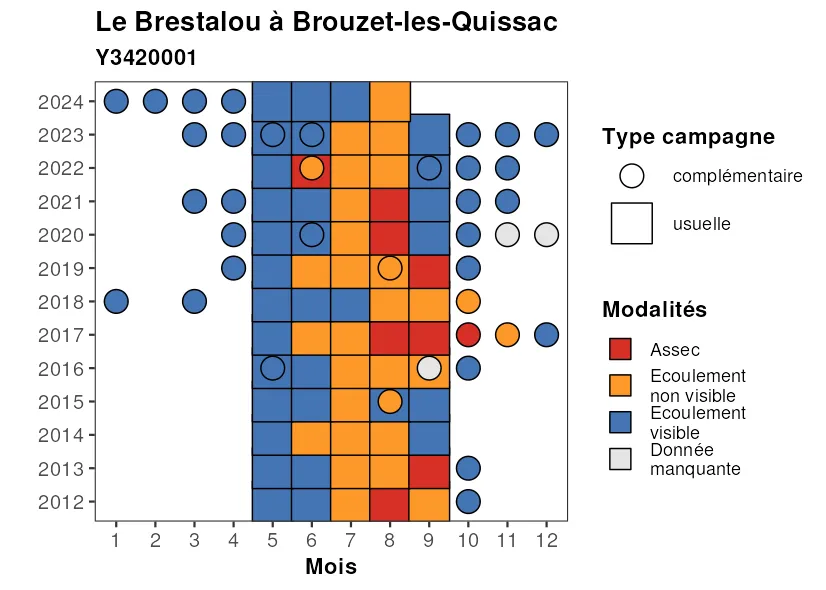 Le Brestalou à Brouzet-les-Quissac
Y3420001
2024
2023
2022
2021
2020
2019
2018
2017
2016
2015
2014
2013
2012
1 2 3 4 5 6 7 8 9 10 11 12
Mois
Type campagne
complémentaire
usuelle
Modalités
Assec
Ecoulement
non visible
Ecoulement
visible
Donnée
manquante